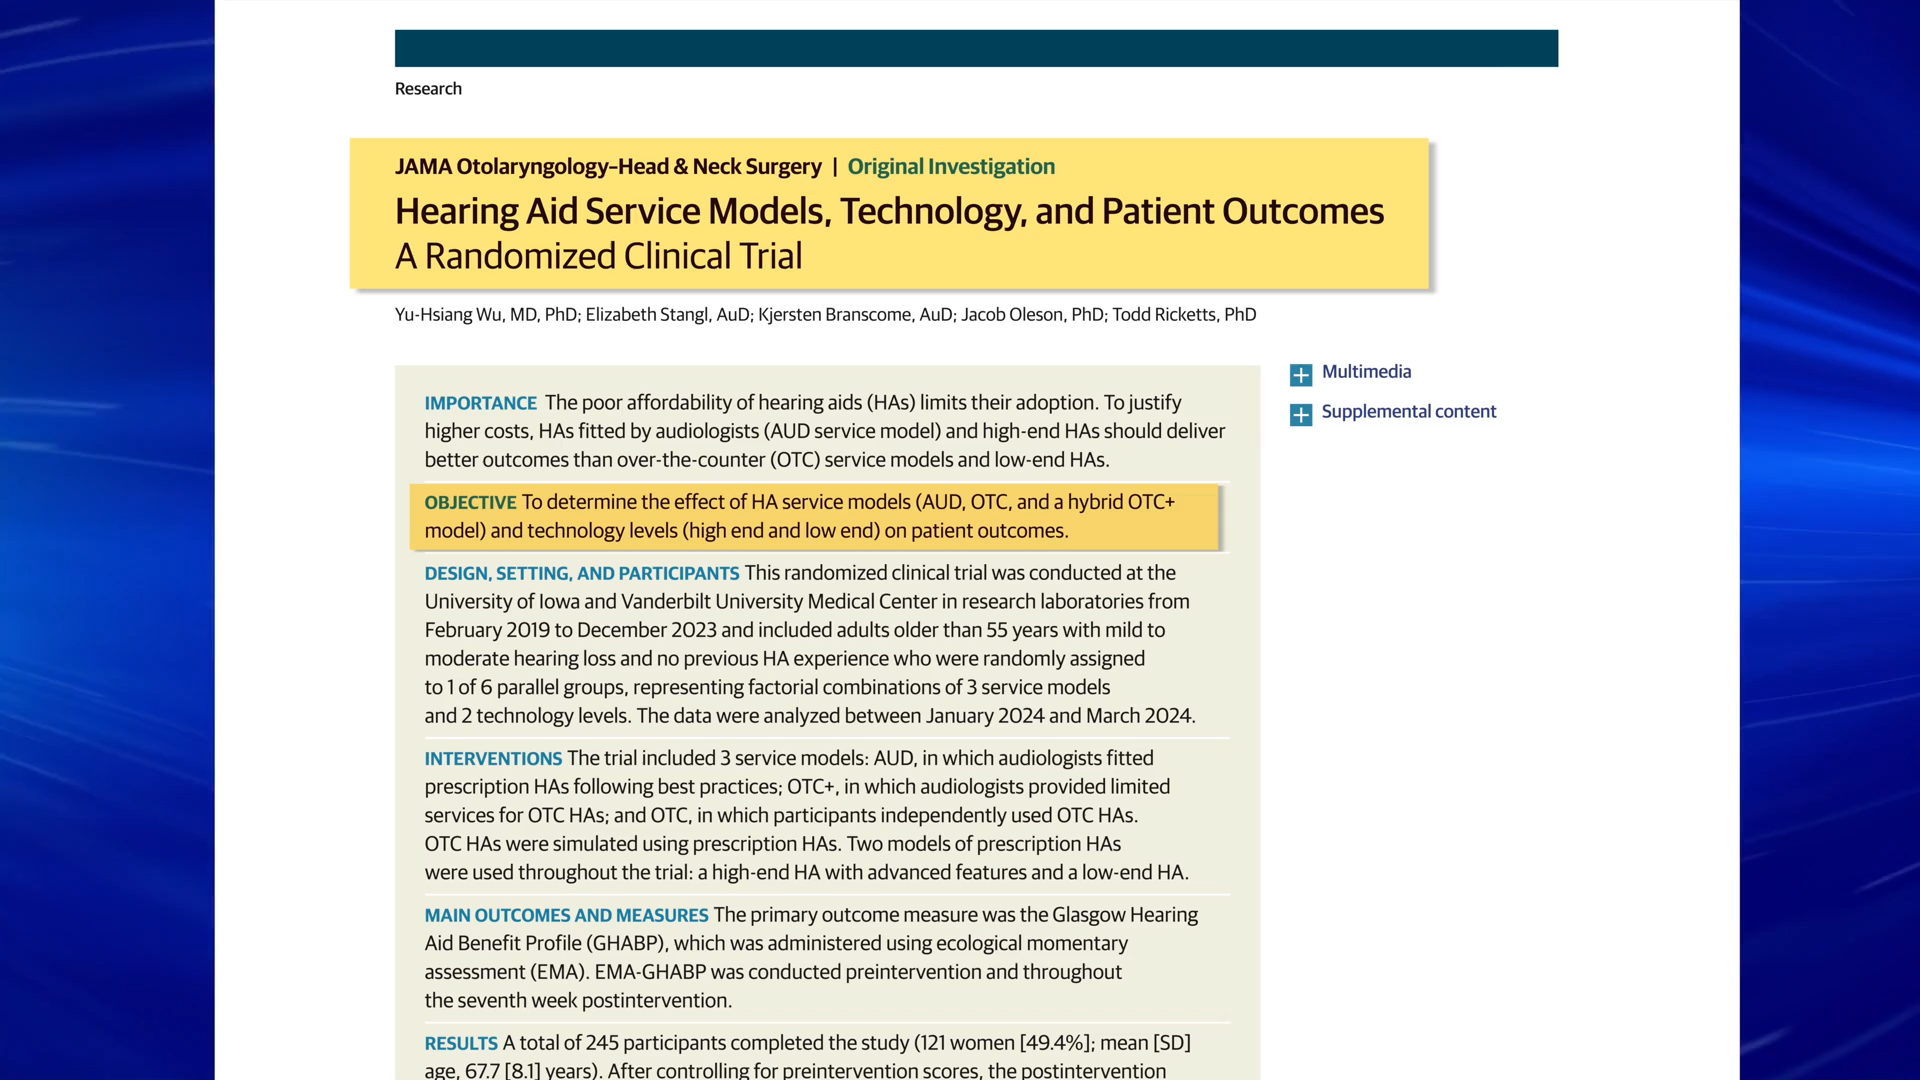 Research
JAMA Otolaryngology–Head & Neck Surgery | Original Investigation
Hearing Aid Service Models, Technology, and Patient Outcomes
A Randomized Clinical Trial
Yu-Hsiang Wu, MD, PhD; Elizabeth Stangl, AuD; Kjersten Branscome, AuD; Jacob Oleson, PhD; Todd Ricketts, PhD
IMPORTANCE The poor affordability of hearing aids (HAs) limits their adoption. To justify
higher costs, HAs fitted by audiologists (AUD service model) and high-end HAs should deliver
better outcomes than over-the-counter (OTC) service models and low-end HAs.
OBJECTIVE To determine the effect of HA service models (AUD, OTC, and a hybrid OTC+
model) and technology levels (high end and low end) on patient outcomes.
DESIGN, SETTING, AND PARTICIPANTS This randomized clinical trial was conducted at the
University of Iowa and Vanderbilt University Medical Center in research laboratories from
February 2019 to December 2023 and included adults older than 55 years with mild to
moderate hearing loss and no previous HA experience who were randomly assigned
to 1 of 6 parallel groups, representing factorial combinations of 3 service models
and 2 technology levels. The data were analyzed between January 2024 and March 2024.
INTERVENTIONS The trial included 3 service models: AUD, in which audiologists fitted
prescription HAs following best practices; OTC+, in which audiologists provided limited
services for OTC HAs; and OTC, in which participants independently used OTC HAs.
OTC HAs were simulated using prescription HAs. Two models of prescription HAs
were used throughout the trial: a high-end HA with advanced features and a low-end HA.
MAIN OUTCOMES AND MEASURES The primary outcome measure was the Glasgow Hearing
Aid Benefit Profile (GHABP), which was administered using ecological momentary
assessment (EMA). EMA-GHABP was conducted preintervention and throughout
the seventh week postintervention.
RESULTS A total of 245 participants completed the study (121 women [49.4%]; mean [SD]
age, 67.7 [8.1] years). After controlling for preintervention scores, the postintervention
Multimedia
Supplemental content